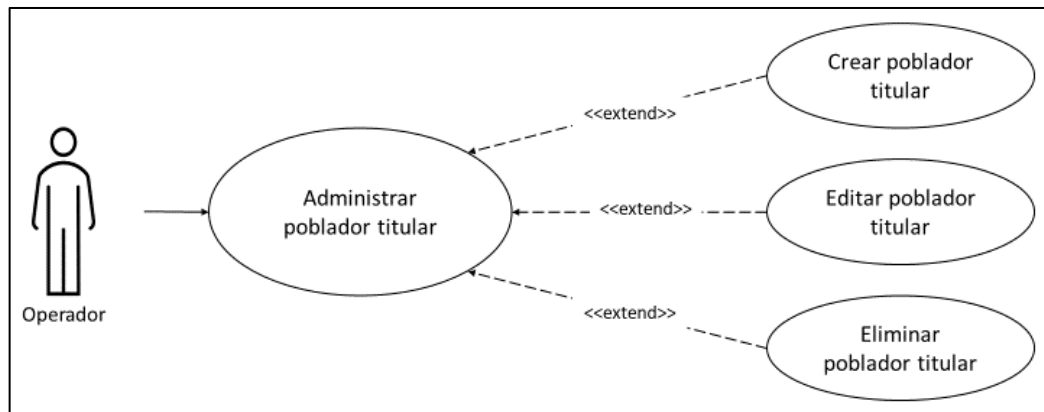 Crear poblador
titular
<<extend>>
Administrar
poblador titular
<<extend>>
Editar poblador
titular
Operador
<<extend>>
Eliminar
poblador titular